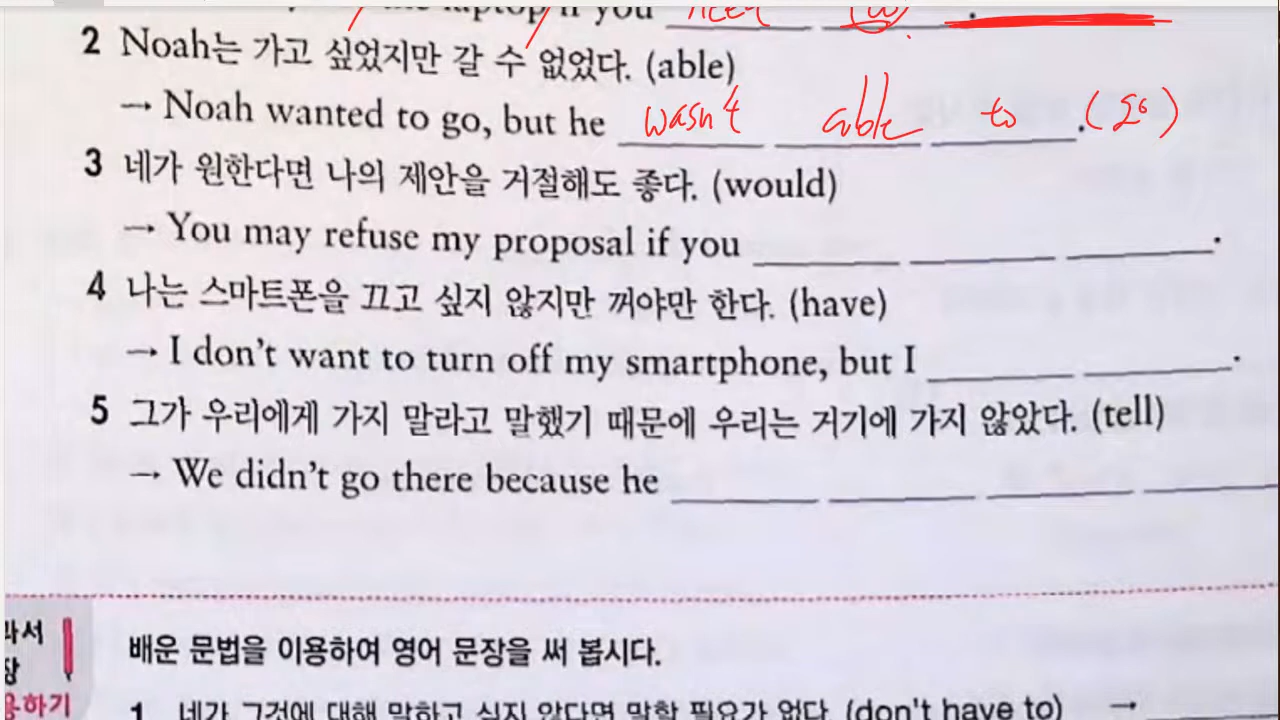 the laptop if you need to.
2 Noah는 가고 싶었지만 갈 수 없었다. (able)
→ Noah wanted to go, but he wasn't able to. (go)
3 네가 원한다면 나의 제안을 거절해도 좋다. (would)
→ You may refuse my proposal if you
4 나는 스마트폰을 끄고 싶지 않지만 꺼야만 한다. (have)
→ I don't want to turn off my smartphone, but I
5 그가 우리에게 가지 말라고 말했기 때문에 우리는 거기에 가지 않았다. (tell)
→ We didn't go there because he
배운 문법을 이용하여 영어 문장을 써 봅시다.
1 네가 그것에 대해 말하고 싶지 않다면 말할 필요가 없다. (don't have to) →